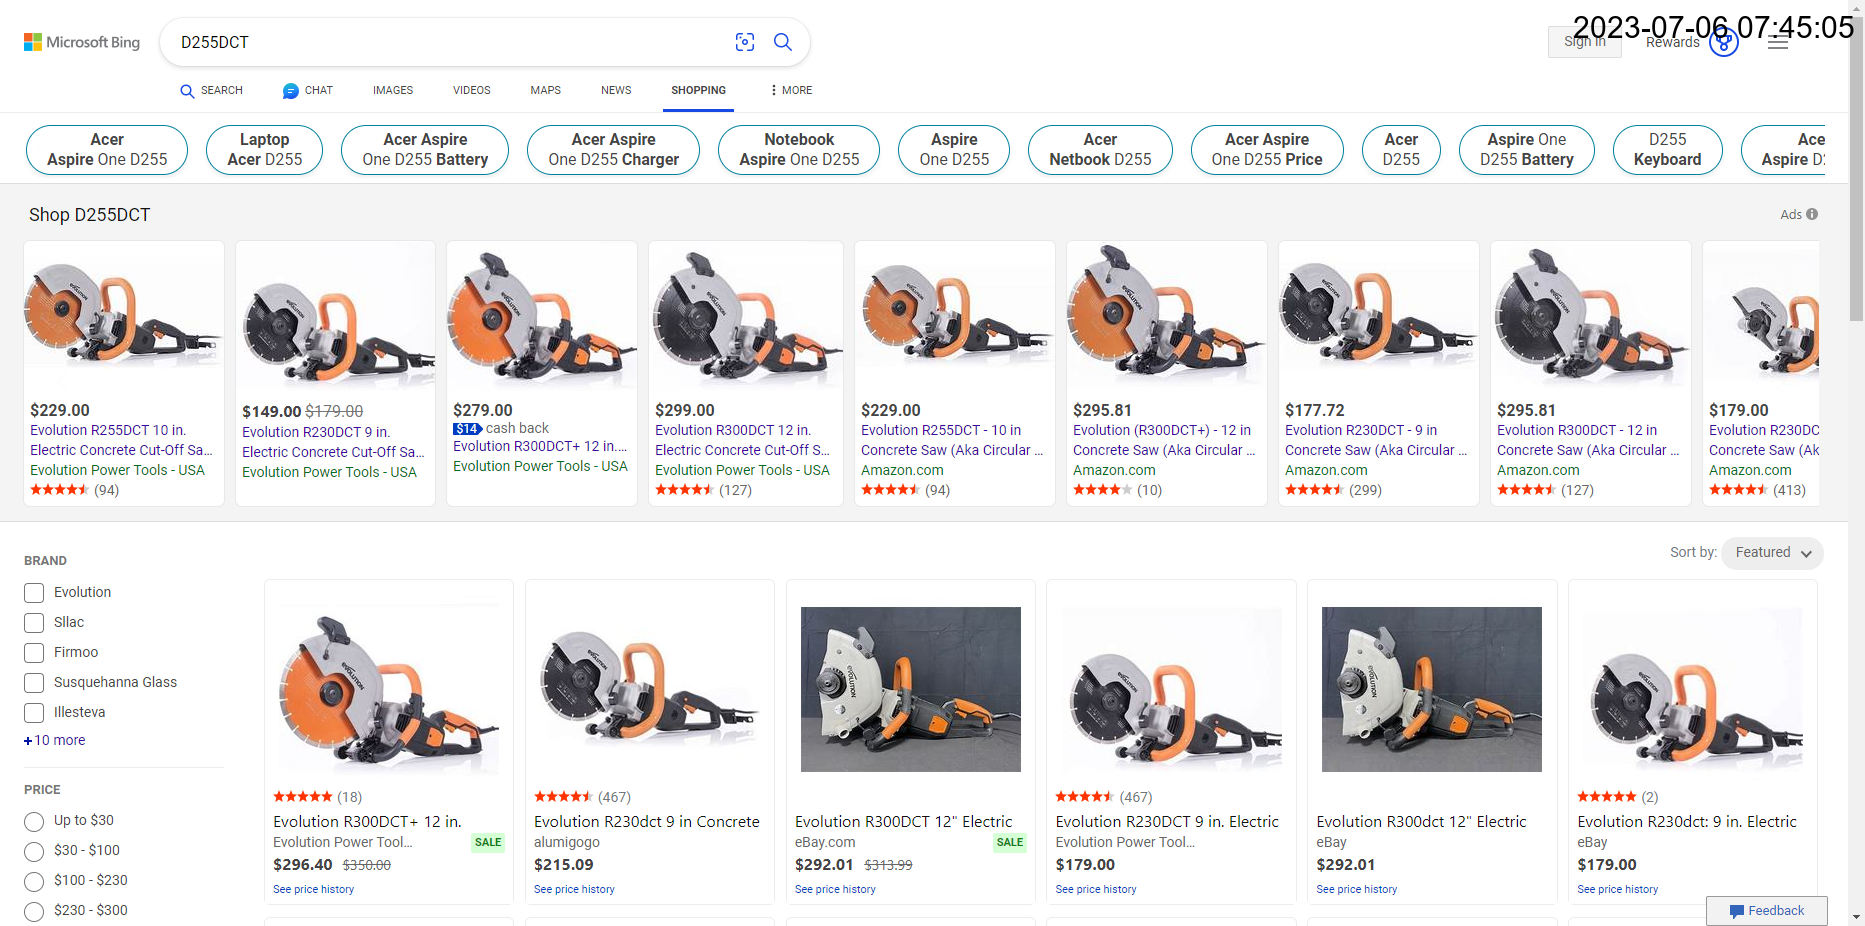 Microsoft Bing
D255DCT
Sign in
Rewards
2023-07-06 07:45:05
SEARCH
CHAT
IMAGES
VIDEOS
MAPS
NEWS
SHOPPING
MORE
Acer
Aspire One D255
Laptop
Acer D255
Acer Aspire
One D255 Battery
Acer Aspire
One D255 Charger
Notebook
Aspire One D255
Aspire
One D255
Acer
Netbook D255
Acer Aspire
One D255 Price
Acer
D255
Aspire One
D255 Battery
D255
Keyboard
Ace
Aspire D2
Shop D255DCT
Ads
$229.00
Evolution R255DCT 10 in.
Electric Concrete Cut-Off Sa...
Evolution Power Tools - USA
(94)
$149.00 $179.00
Evolution R230DCT 9 in.
Electric Concrete Cut-Off Sa...
Evolution Power Tools - USA
$279.00
$14 cash back
Evolution R300DCT+ 12 in....
Evolution Power Tools - USA
$299.00
Evolution R300DCT 12 in.
Electric Concrete Cut-Off S...
Evolution Power Tools - USA
(127)
$229.00
Evolution R255DCT - 10 in
Concrete Saw (Aka Circular ...
Amazon.com
(94)
$295.81
Evolution (R300DCT+) - 12 in
Concrete Saw (Aka Circular ...
Amazon.com
(10)
$177.72
Evolution R230DCT - 9 in
Concrete Saw (Aka Circular ...
Amazon.com
(299)
$295.81
Evolution R300DCT - 12 in
Concrete Saw (Aka Circular ...
Amazon.com
(127)
$179.00
Evolution R230DC
Concrete Saw (Ak
Amazon.com
(413)
BRAND
Evolution
Sllac
Firmoo
Susquehanna Glass
Illesteva
+10 more
PRICE
Up to $30
$30 - $100
$100 - $230
$230 - $300
Sort by: Featured
(18)
Evolution R300DCT+ 12 in.
Evolution Power Tool...
SALE
$296.40 $350.00
See price history
(467)
Evolution R230dct 9 in Concrete
alumigogo
$215.09
See price history
Evolution R300DCT 12" Electric
eBay.com
SALE
$292.01 $313.99
See price history
(467)
Evolution R230DCT 9 in. Electric
Evolution Power Tool...
$179.00
See price history
Evolution R300dct 12" Electric
eBay
$292.01
See price history
(2)
Evolution R230dct: 9 in. Electric
eBay
$179.00
See price history
Feedback